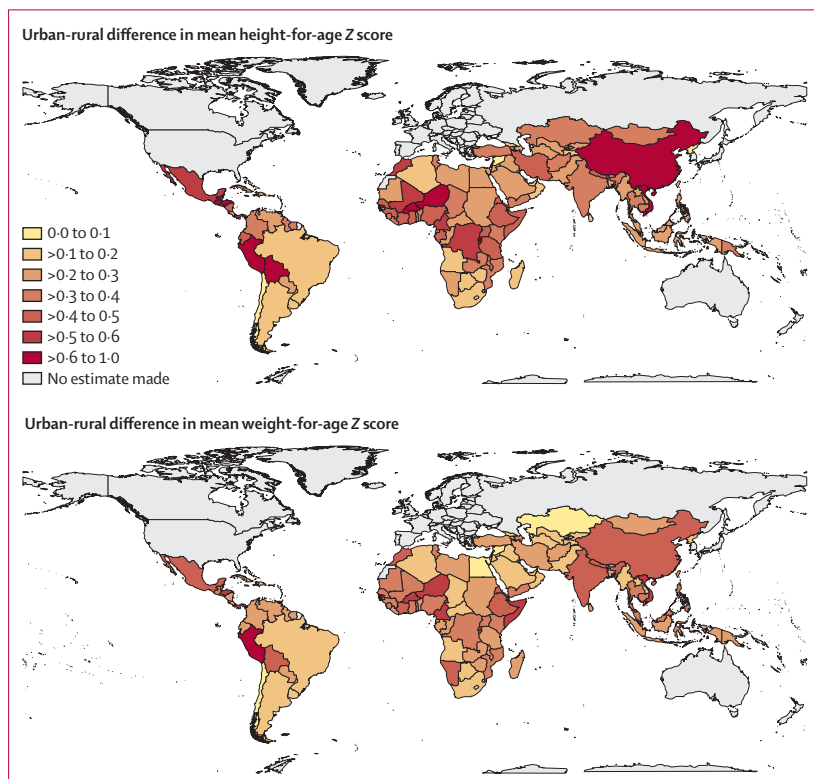 Urban-rural difference in mean height-for-age Z score
0·0 to 0·1
>0·1 to 0·2
>0·2 to 0·3
>0·3 to 0·4
>0·4 to 0·5
>0·5 to 0·6
>0·6 to 1·0
No estimate made
Urban-rural difference in mean weight-for-age Z score